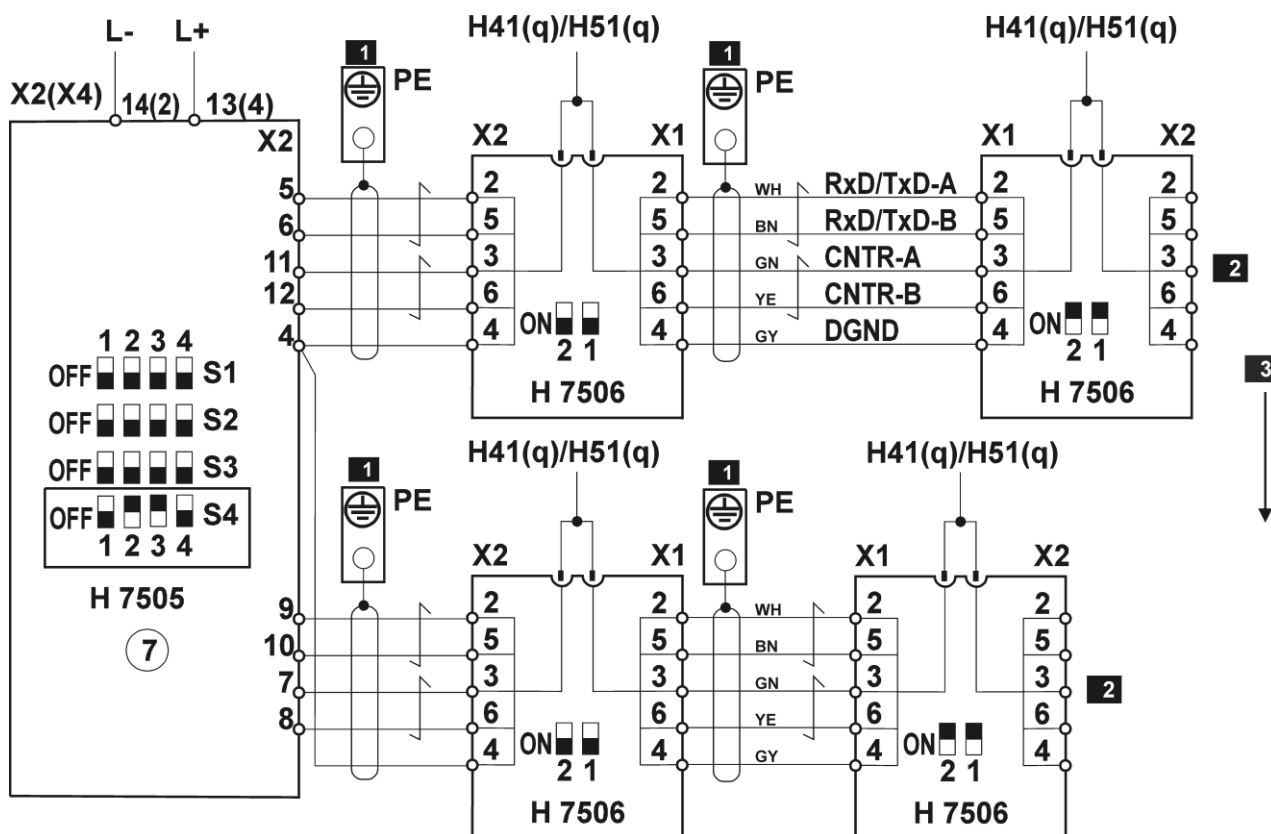 L- L+ H41(q)/H51(q) H41(q)/H51(q)
1 PE 1 PE
X2(X4) 14(2) 13(4)
X2 X2 X1 X1 X2
5 2 2 WH RxD/TxD-A 2 2
6 5 5 BN RxD/TxD-B 5 5
11 3 3 GN CNTR-A 3 3 2
12 6 6 YE CNTR-B 6 6
4 4 ON 4 GY DGND 4 ON 4
2 1 2 1
1 2 3 4
OFF S1
H 7506 H 7506 3
OFF S2
OFF S3
H41(q)/H51(q) H41(q)/H51(q)
1 PE 1 PE
OFF S4
1 2 3 4
X2 X1 X1 X2
H 7505
9 2 2 WH 2 2
10 5 5 BN 5 5
7
7 3 3 GN 3 3 2
8 6 6 YE 6 6
4 ON 4 GY 4 ON 4
2 1 2 1
H 7506 H 7506